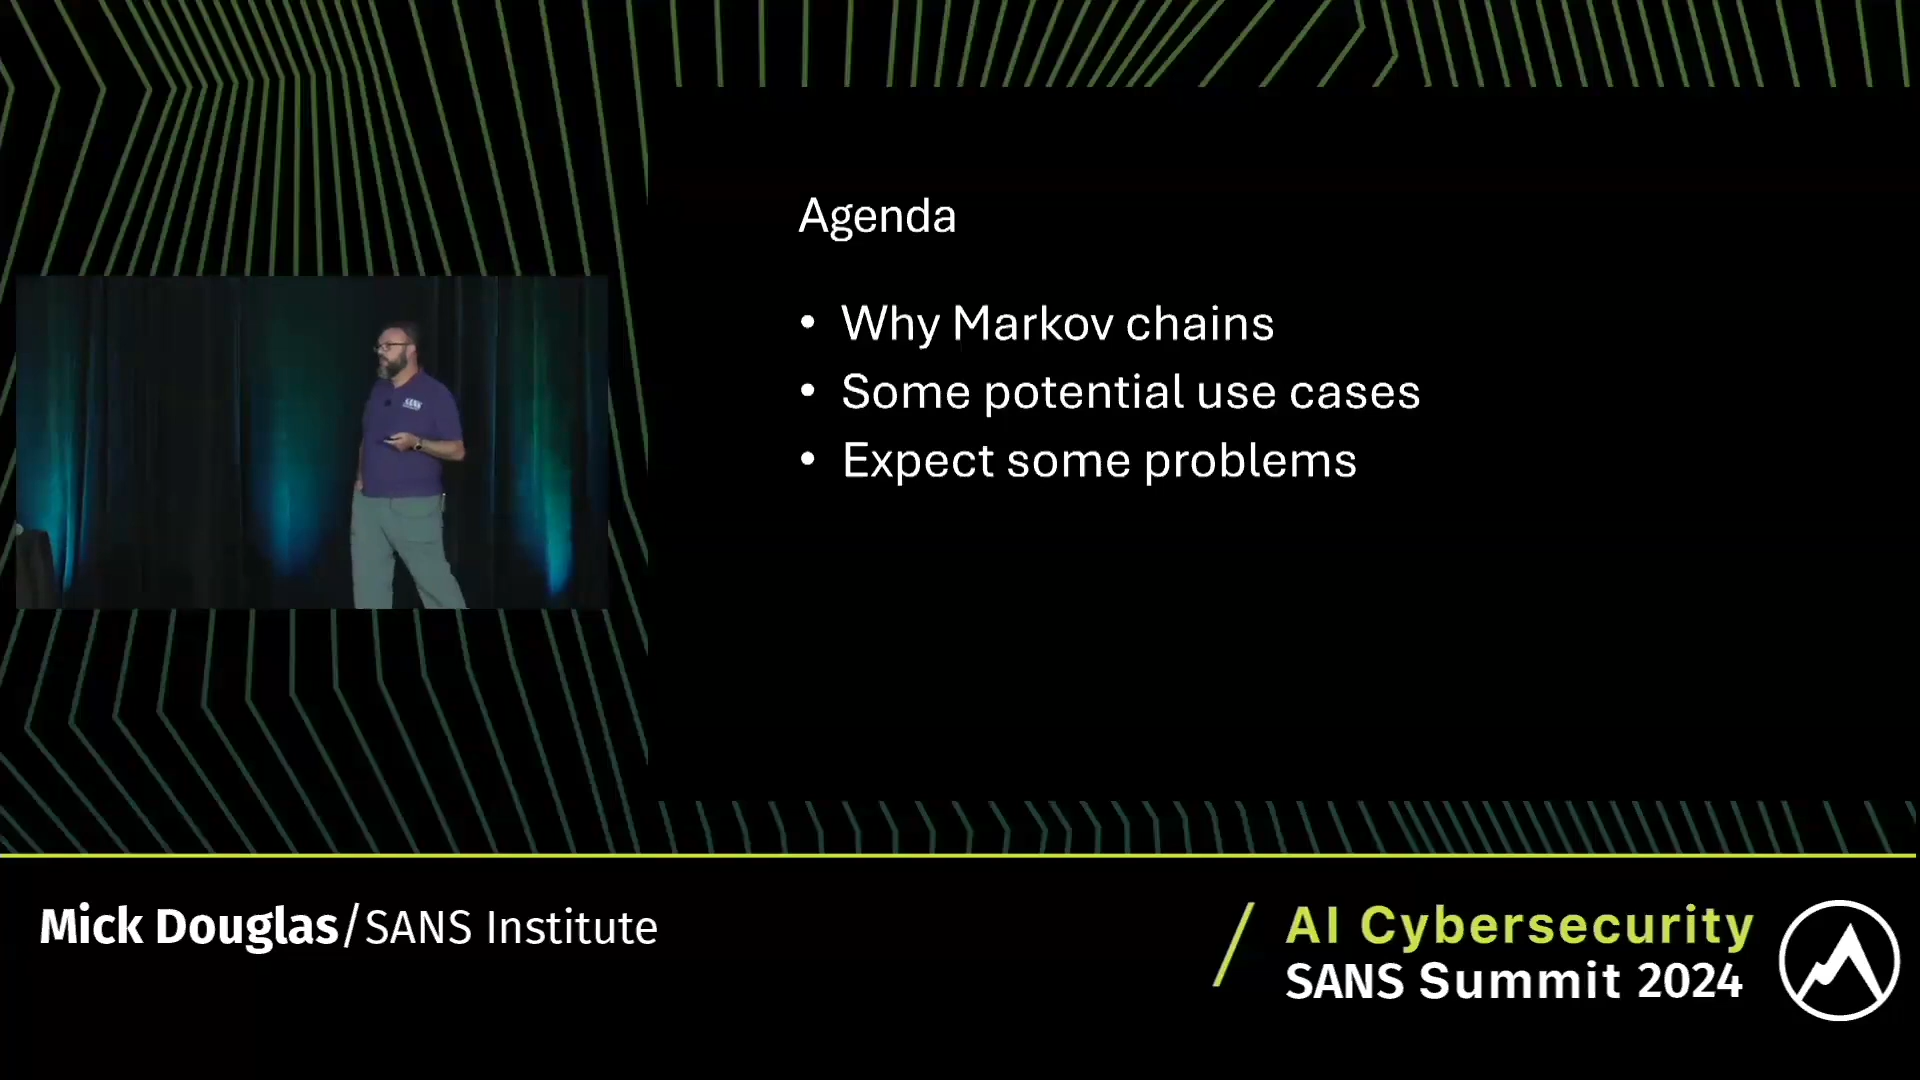 Agenda
• Why Markov chains
• Some potential use cases
• Expect some problems
SANS
Mick Douglas/SANS Institute
AI Cybersecurity
SANS Summit 2024